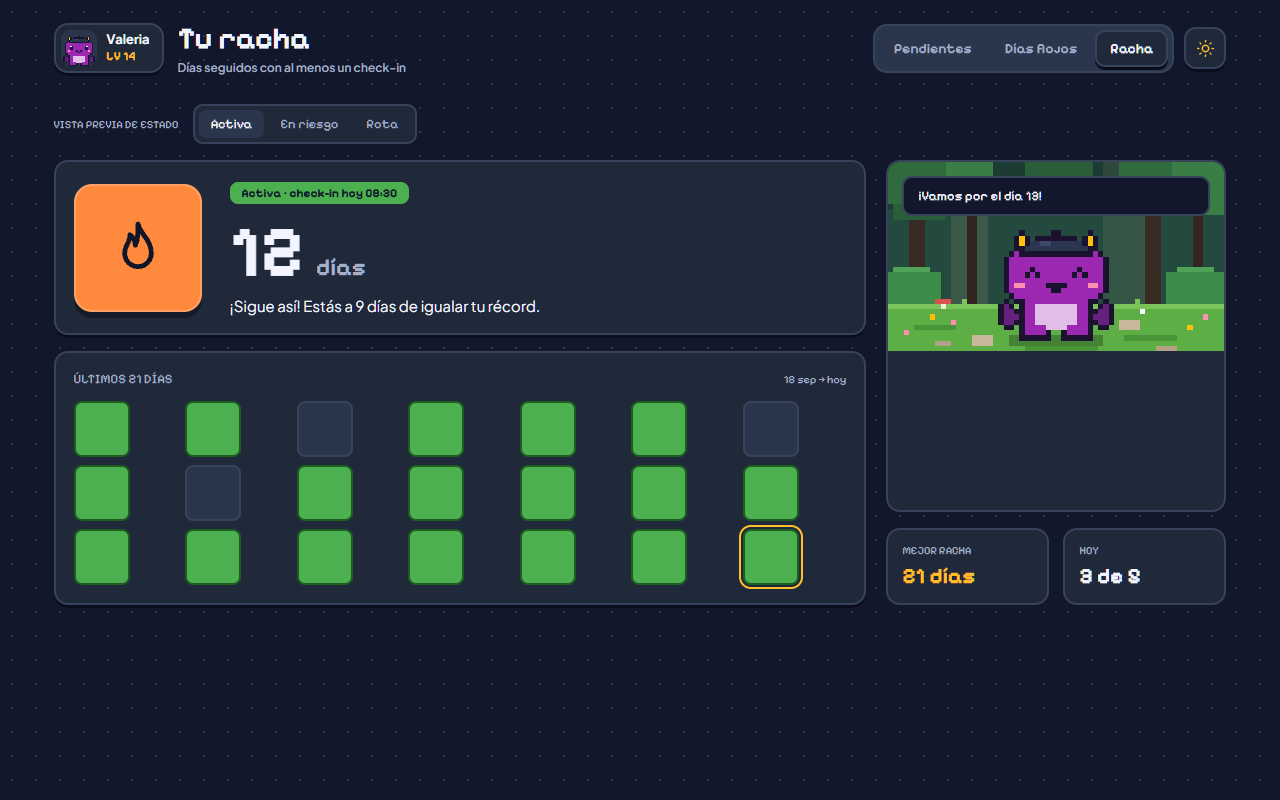 Valeria
LV 14
Tu racha
Días seguidos con al menos un check-in
Pendientes
Días Rojos
Racha
VISTA PREVIA DE ESTADO
Activa
En riesgo
Rota
Activa · check-in hoy 08:30
12
días
¡Sigue así! Estás a 9 días de igualar tu récord.
¡Vamos por el día 13!
ÚLTIMOS 21 DÍAS
18 sep → hoy
MEJOR RACHA
21 días
HOY
3 de 8